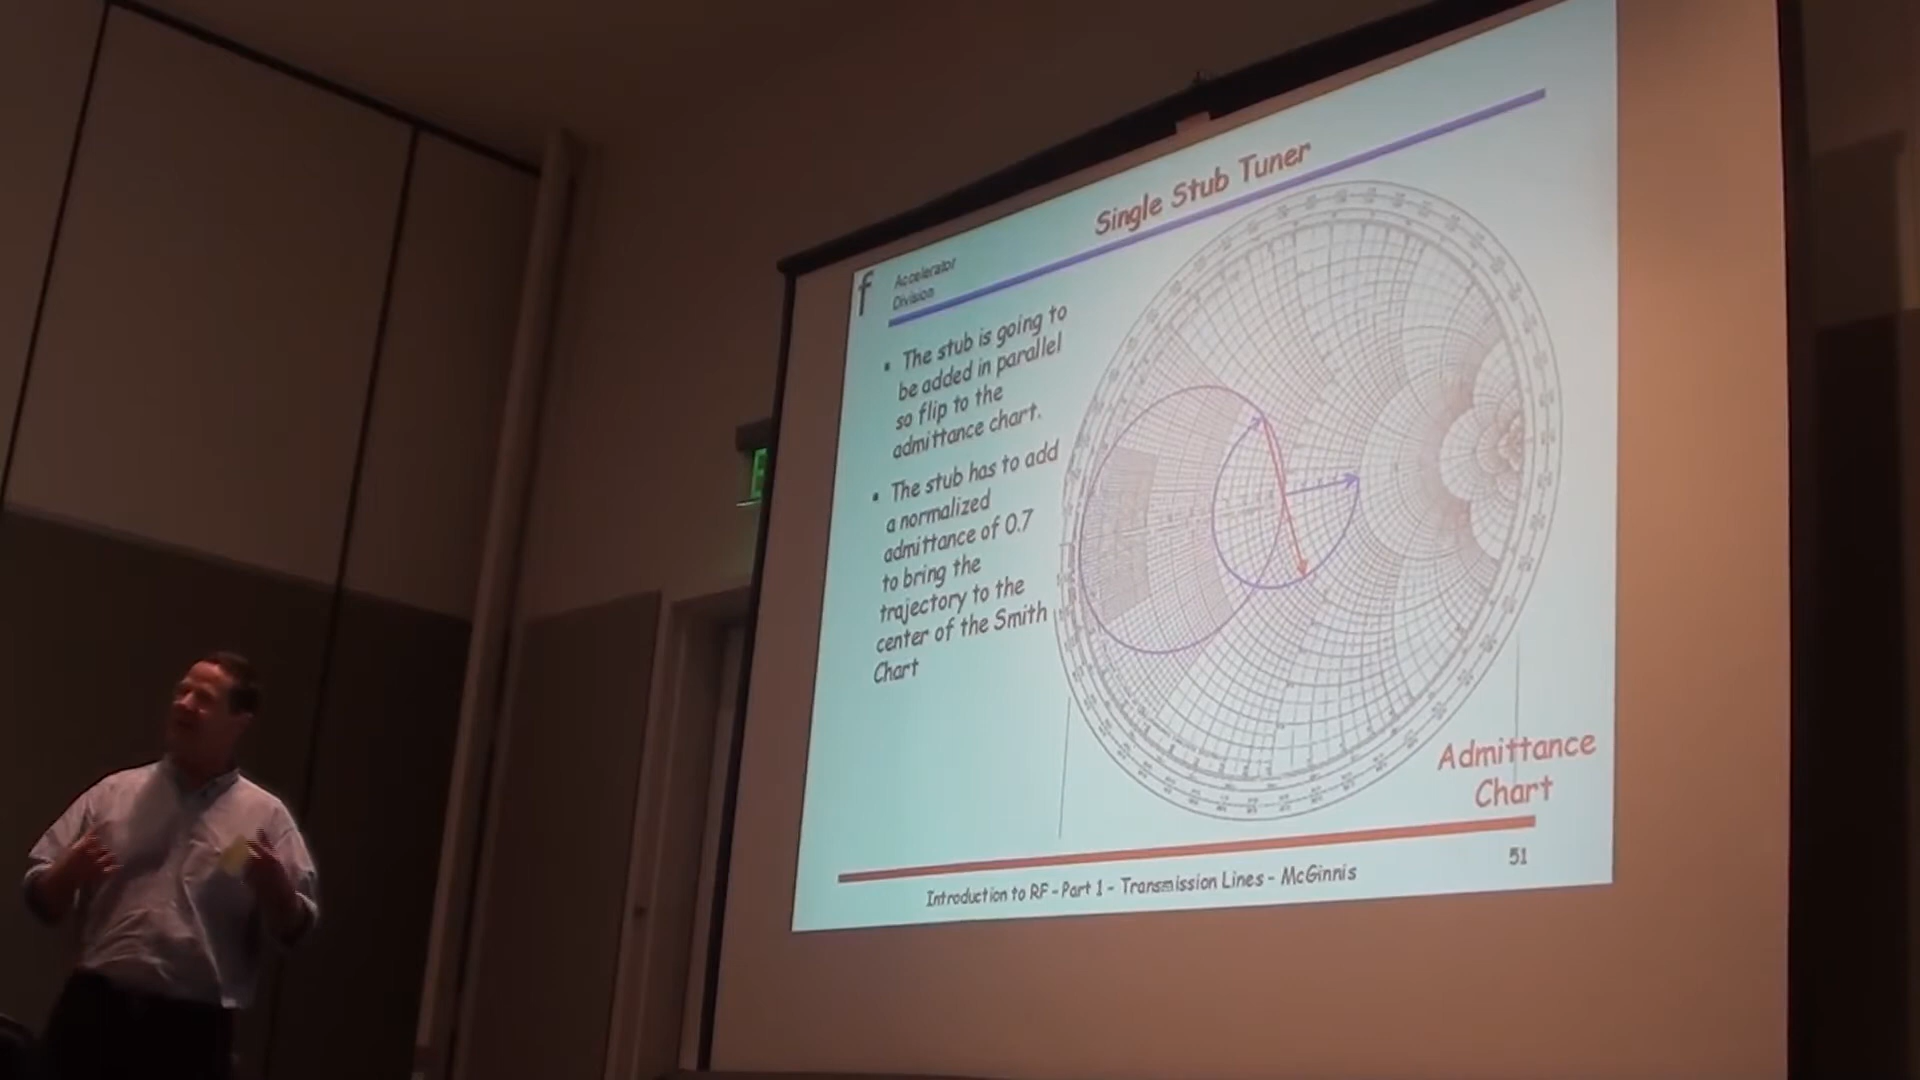 Single Stub Tuner
f
Accelerator
Division
▪ The stub is going to
be added in parallel
so flip to the
admittance chart.
▪ The stub has to add
a normalized
admittance of 0.7
to bring the
trajectory to the
center of the Smith
Chart
Admittance
Chart
Introduction to RF - Part 1 - Transmission Lines - McGinnis
51